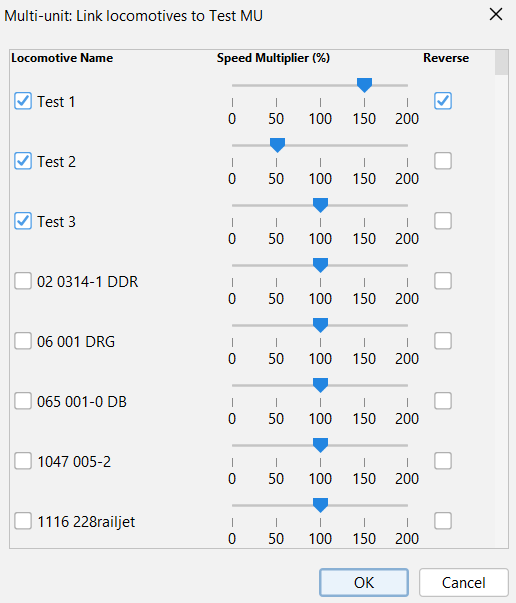 Multi-unit: Link locomotives to Test MU
Locomotive Name Speed Multiplier (%) Reverse
Test 1
0 50 100 150 200
Test 2
0 50 100 150 200
Test 3
0 50 100 150 200
02 0314-1 DDR
0 50 100 150 200
06 001 DRG
0 50 100 150 200
065 001-0 DB
0 50 100 150 200
1047 005-2
0 50 100 150 200
1116 228railjet
0 50 100 150 200
OK Cancel